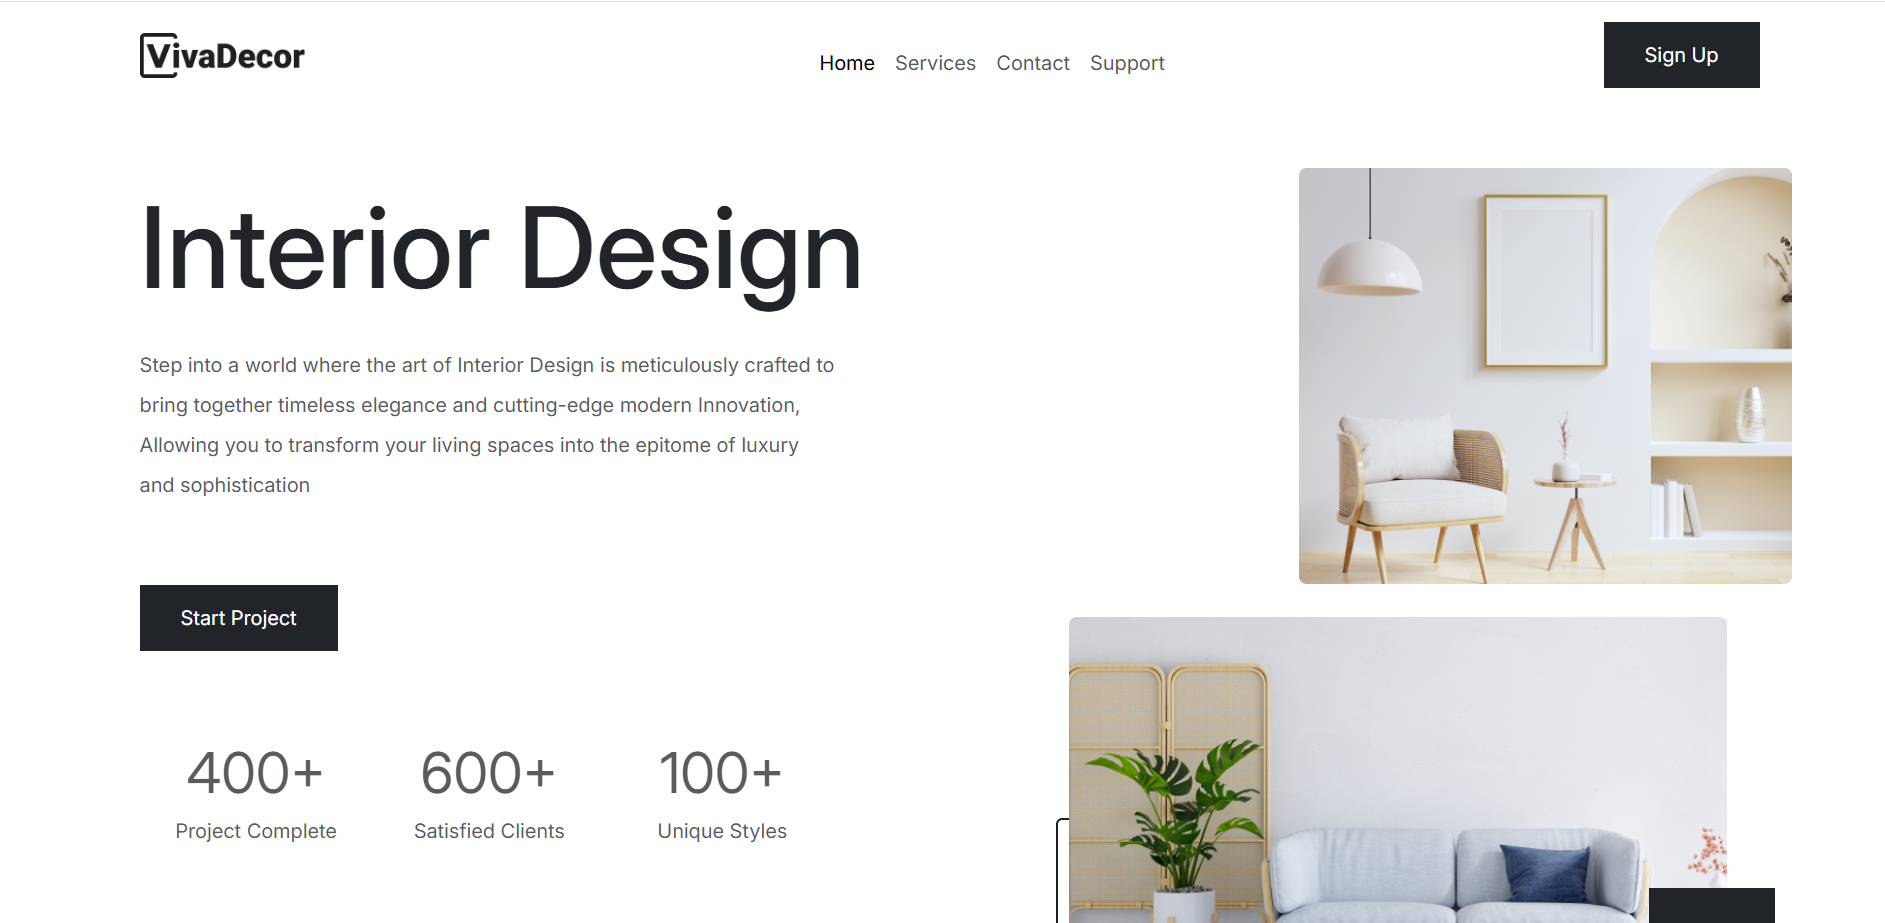 VivaDecor
Home Services Contact Support
Sign Up
Interior Design
Step into a world where the art of Interior Design is meticulously crafted to
bring together timeless elegance and cutting-edge modern Innovation,
Allowing you to transform your living spaces into the epitome of luxury
and sophistication
Start Project
400+ 600+ 100+
Project Complete Satisfied Clients Unique Styles